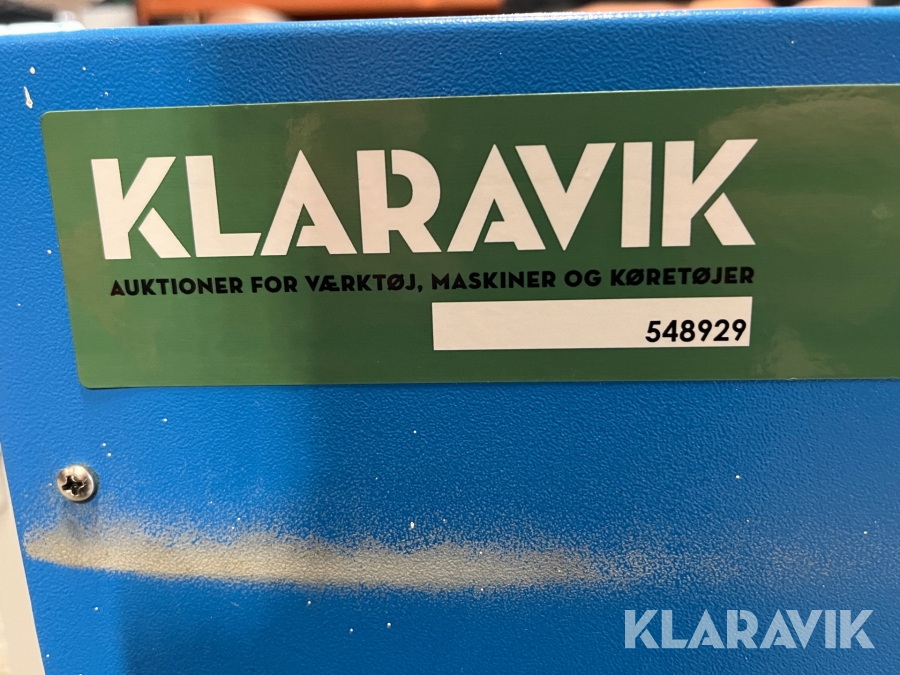 KLARAVIK
AUKTIONER FOR VÆRKTØJ, MASKINER OG KØRETØJER
548929
KLARAVIK